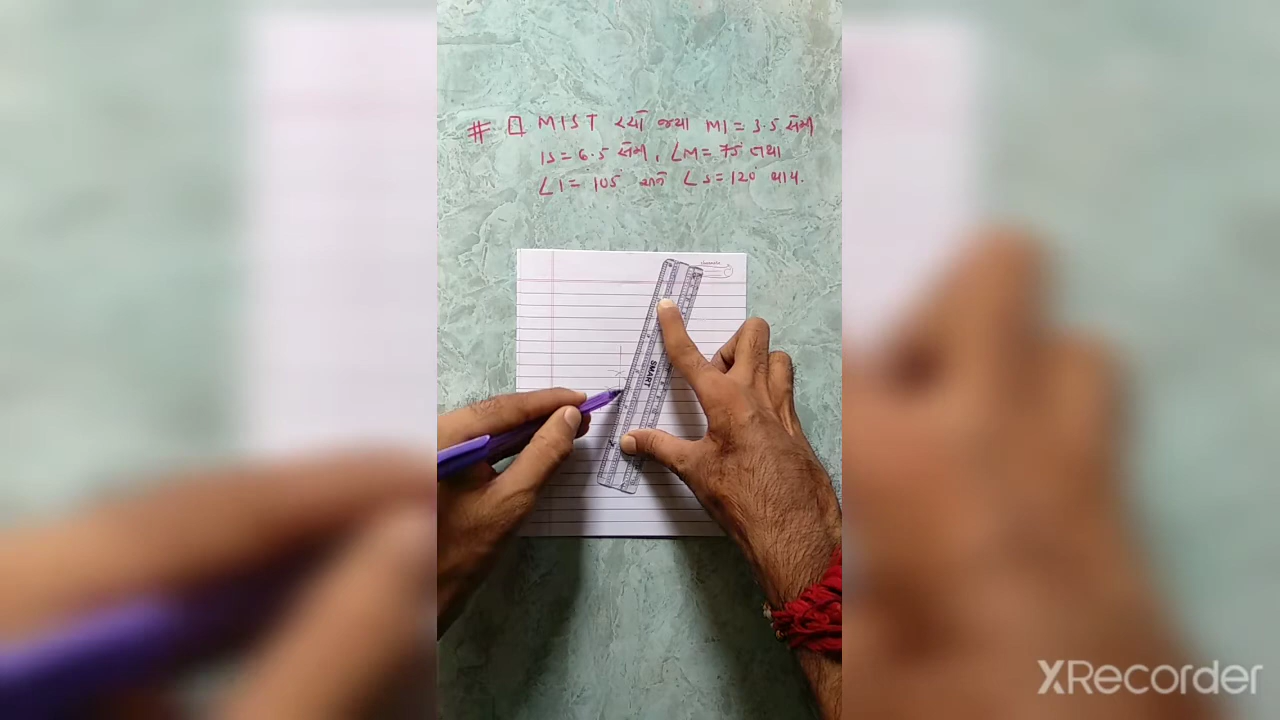 # □ MIST રચો જ્યાં MI = 3.5 સેમી
IS = 6.5 સેમી, ∠M = 75° તથા
∠I = 105° અને ∠S = 120° થાય.
SMART
XRecorder